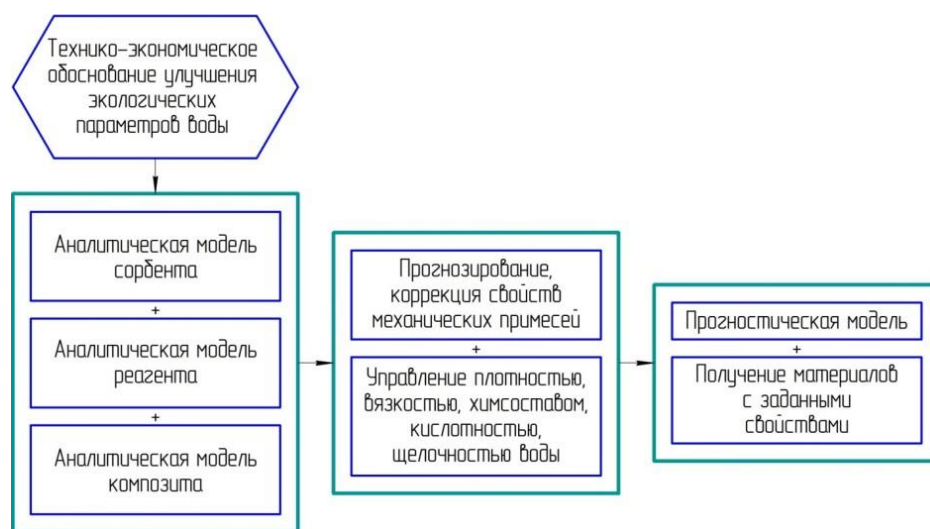 Технико-экономическое
обоснование улучшения
экологических
параметров воды
Аналитическая модель
сорбента
+
Аналитическая модель
реагента
+
Аналитическая модель
композита
Прогнозирование,
коррекция свойств
механических примесей
+
Управление плотностью,
вязкостью, химсоставом,
кислотностью,
щелочностью воды
Прогностическая модель
+
Получение материалов
с заданными
свойствами